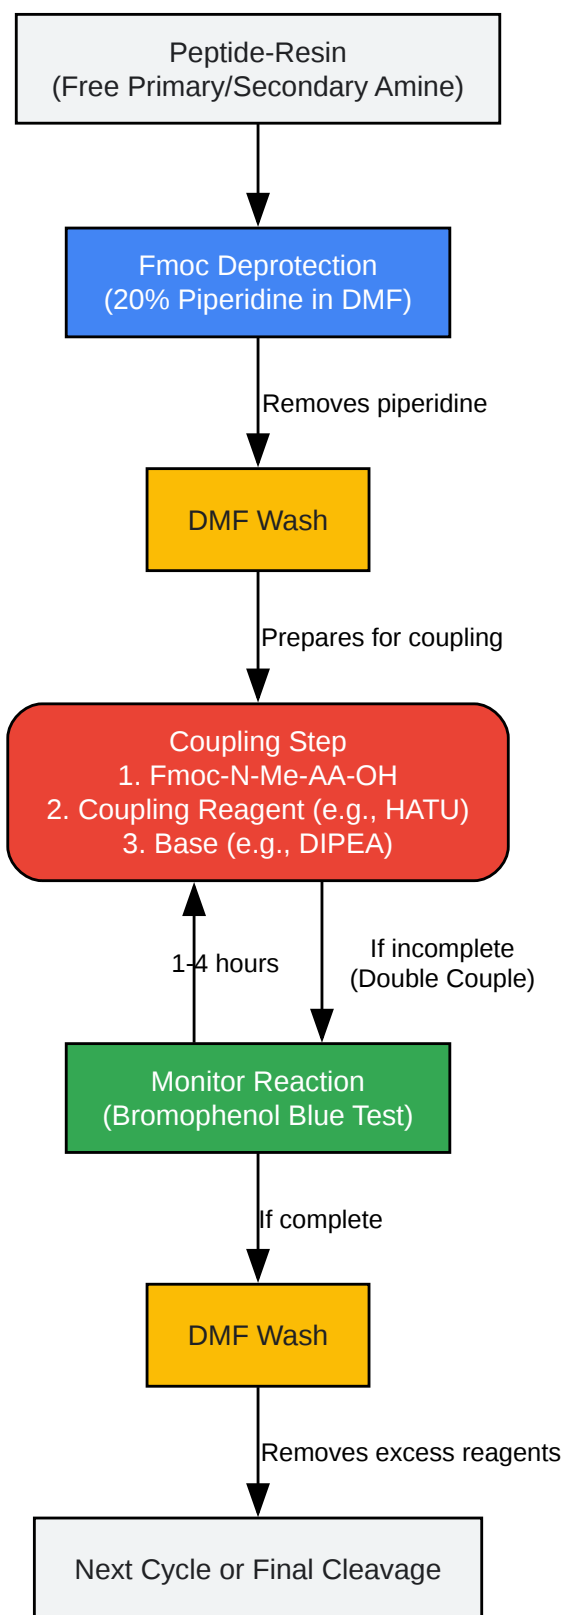 Peptide-Resin
(Free Primary/Secondary Amine)
Fmoc Deprotection
(20% Piperidine in DMF)
Removes piperidine
DMF Wash
Prepares for coupling
Coupling Step
1. Fmoc-N-Me-AA-OH
2. Coupling Reagent (e.g., HATU)
3. Base (e.g., DIPEA)
1-4 hours
If incomplete
(Double Couple)
Monitor Reaction
(Bromophenol Blue Test)
If complete
DMF Wash
Removes excess reagents
Next Cycle or Final Cleavage